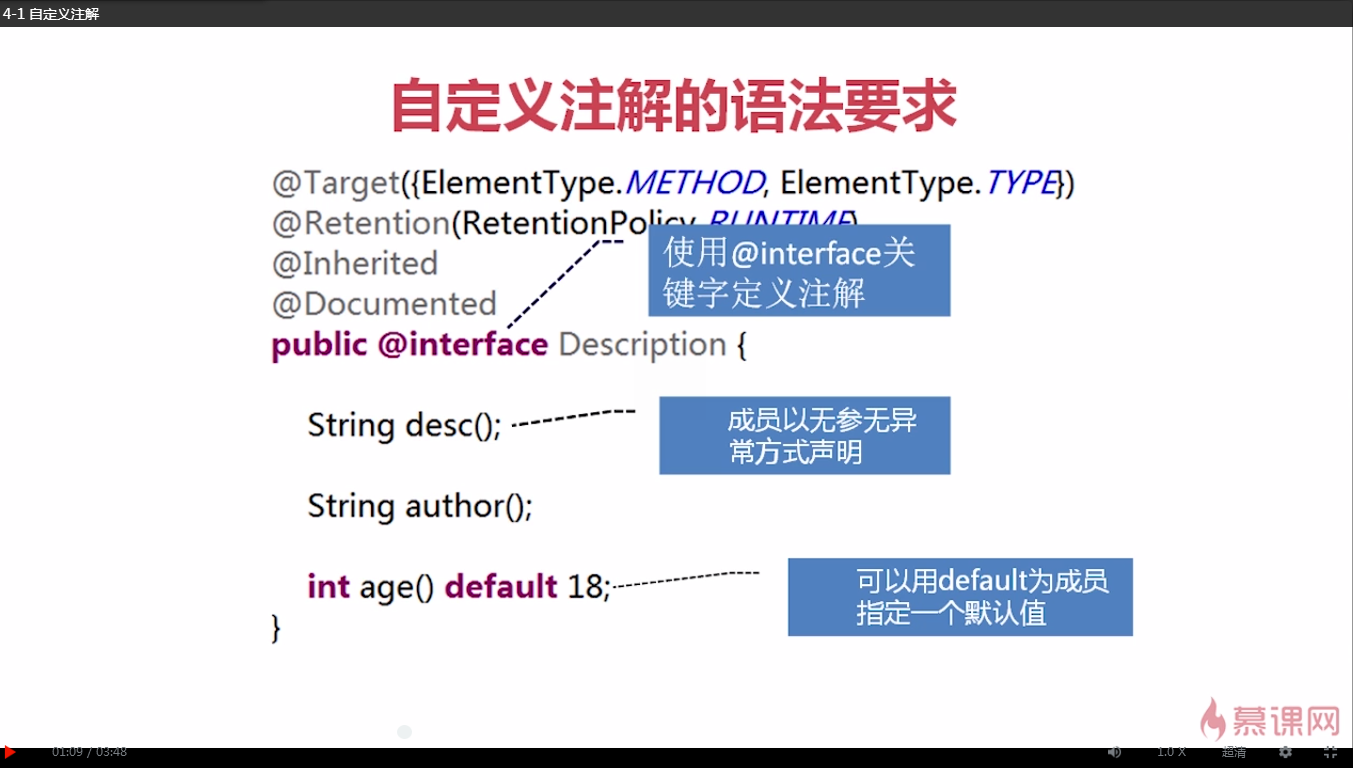 4-1 自定义注解
自定义注解的语法要求
@Target({ElementType.METHOD, ElementType.TYPE})
@Retention(RetentionPolicy.RUNTIME)
使用@interface关
键字定义注解
@Inherited
@Documented
public @interface Description {
String desc();
成员以无参无异
常方式声明
String author();
int age() default 18;
可以用default为成员
指定一个默认值
}
慕课网
01:09 / 03:48
1.0 X
超清